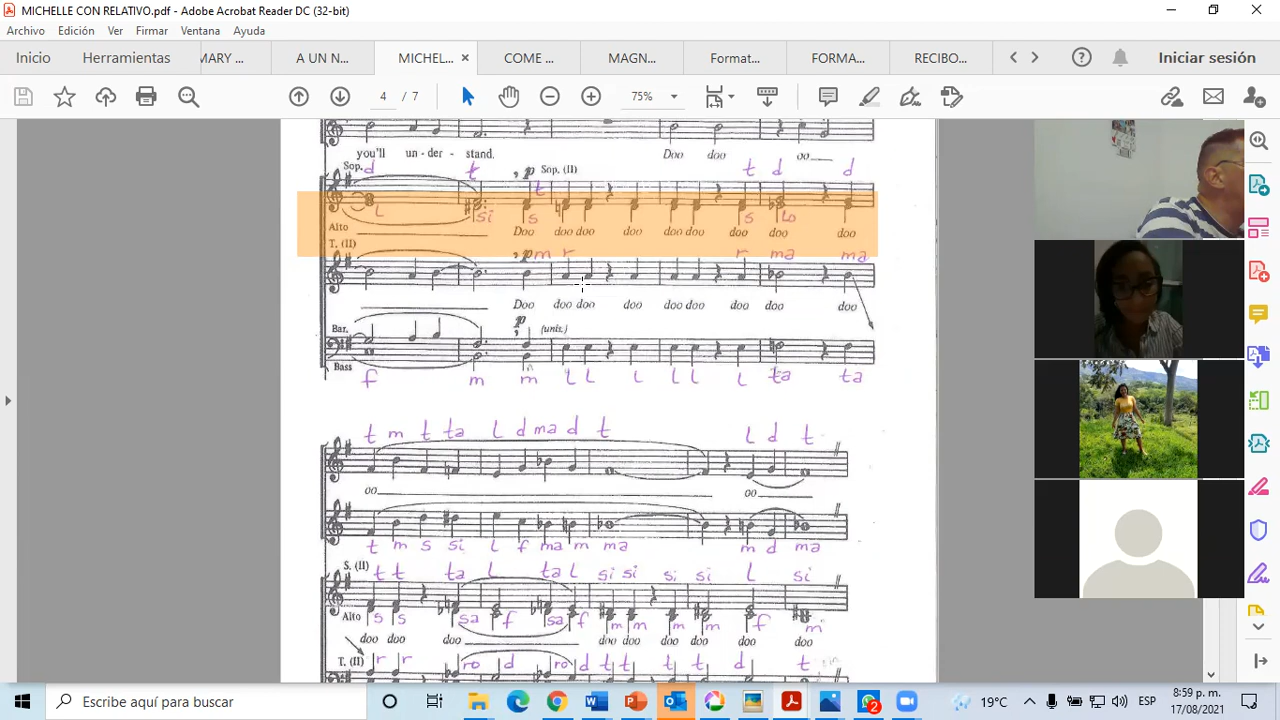 MICHELLE CON RELATIVO.pdf - Adobe Acrobat Reader DC (32-bit)
Archivo Edición Ver Firmar Ventana Ayuda
Inicio Herramientas MARY ... A UN N... MICHEL... COME ... MAGN... Format... FORMA... RECIBO... Iniciar sesión
4 / 7 75%
you'll un - der - stand. Doo doo oo
Sop. d t , p Sop. (II) t t d d
L si s s lo
Alto Doo doo doo doo doo doo doo doo doo
T. (II) , p m r r ma ma
Doo doo doo doo doo doo doo doo doo
Bar. p (unis.)
Bass f m m l l l l l l ta ta
t m t ta l d ma d t l d t
oo oo
t m s si l f ma m ma m d ma
S. (II) t t ta l ta l si si si si l si
Alto s s sa f sa f m m m m f m
doo doo doo doo doo doo doo doo doo
T. (II) r r ro d ro d t t t t d t
Escribe aquí para buscar
2
19°C
ESP
8:59 p. m.
17/08/2021